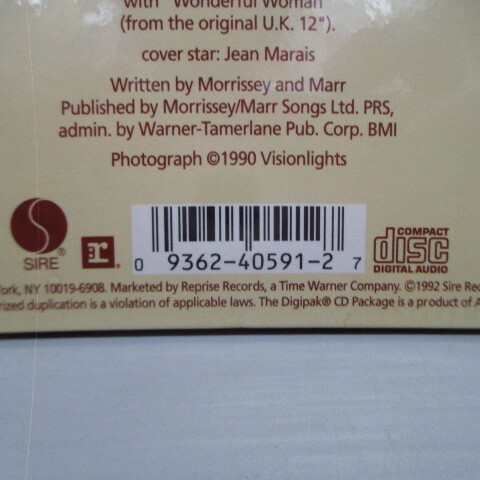 with "Wonderful Woman"
(from the original U.K. 12").
cover star: Jean Marais
Written by Morrissey and Marr
Published by Morrissey/Marr Songs Ltd. PRS,
admin. by Warner-Tamerlane Pub. Corp. BMI
Photograph ©1990 Visionlights
SIRE®
r®
0 9362-40591-2 7
COMPACT
disc
DIGITAL AUDIO
York, NY 10019-6908. Marketed by Reprise Records, a Time Warner Company. ©1992 Sire Rec
rized duplication is a violation of applicable laws. The Digipak® CD Package is a product of A